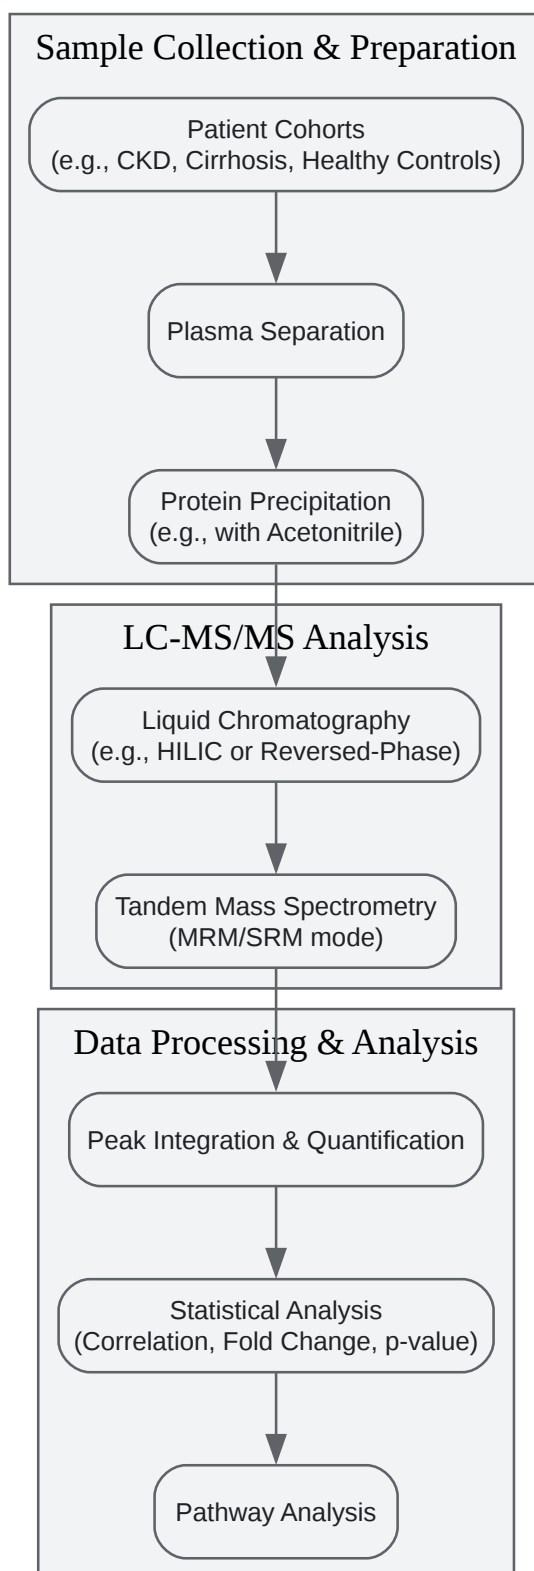 Sample Collection & Preparation
Patient Cohorts
(e.g., CKD, Cirrhosis, Healthy Controls)
Plasma Separation
Protein Precipitation
(e.g., with Acetonitrile)
LC-MS/MS Analysis
Liquid Chromatography
(e.g., HILIC or Reversed-Phase)
Tandem Mass Spectrometry
(MRM/SRM mode)
Data Processing & Analysis
Peak Integration & Quantification
Statistical Analysis
(Correlation, Fold Change, p-value)
Pathway Analysis